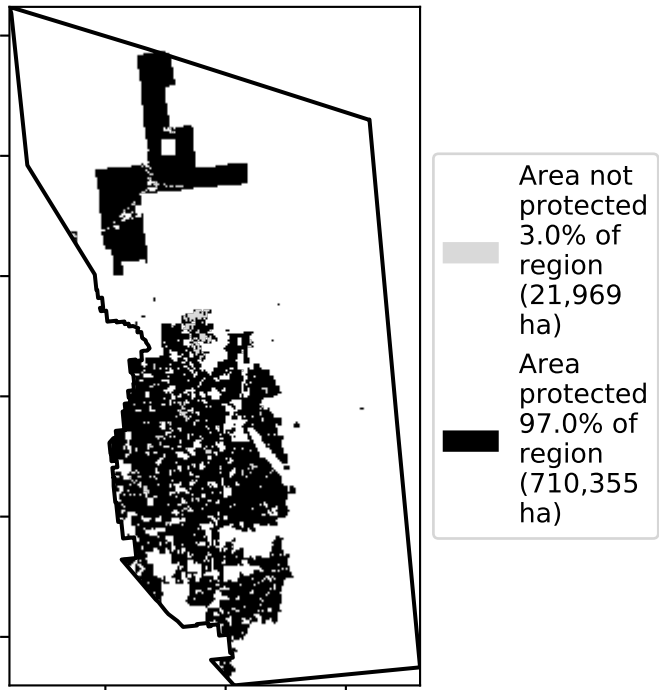 Area not
protected
3.0% of
region
(21,969
ha)
Area
protected
97.0% of
region
(710,355
ha)